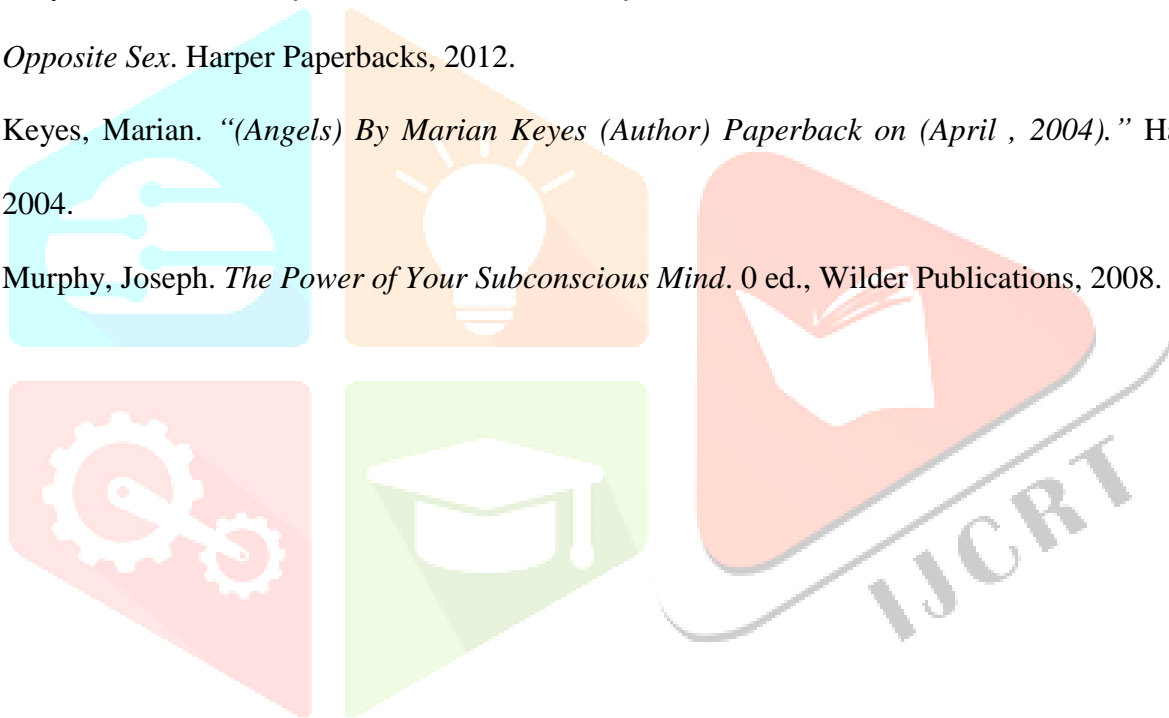 Opposite Sex. Harper Paperbacks, 2012.
Keyes, Marian. “(Angels) By Marian Keyes (Author) Paperback on (April , 2004).”
2004.
Murphy, Joseph. The Power of Your Subconscious Mind. 0 ed., Wilder Publications, 2008.
IJCRT